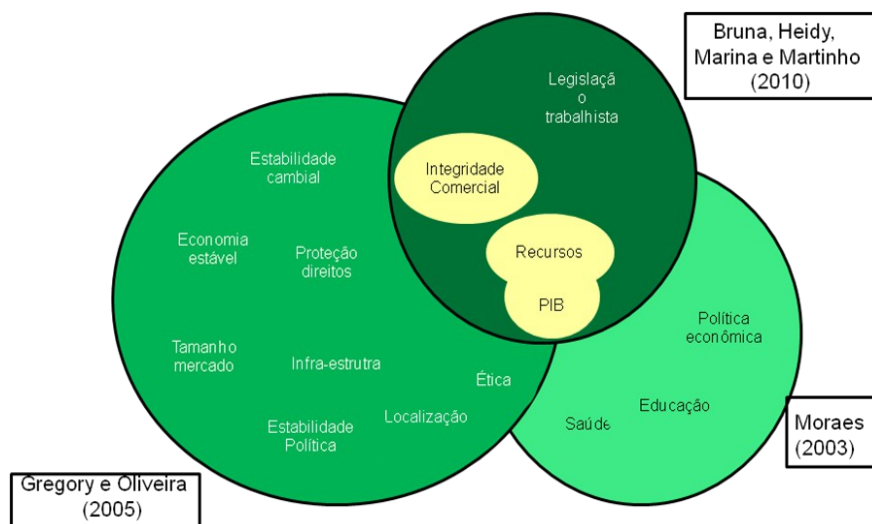 Bruna, Heidy,
Marina e Martinho
(2010)
Legislaçã
o
trabalhista
Estabilidade
cambial
Integridade
Comercial
Economia
estável
Proteção
direitos
Recursos
PIB
Política
econômica
Tamanho
mercado
Infra-estrutra
Ética
Educação
Localização
Saúde
Estabilidade
Política
Moraes
(2003)
Gregory e Oliveira
(2005)